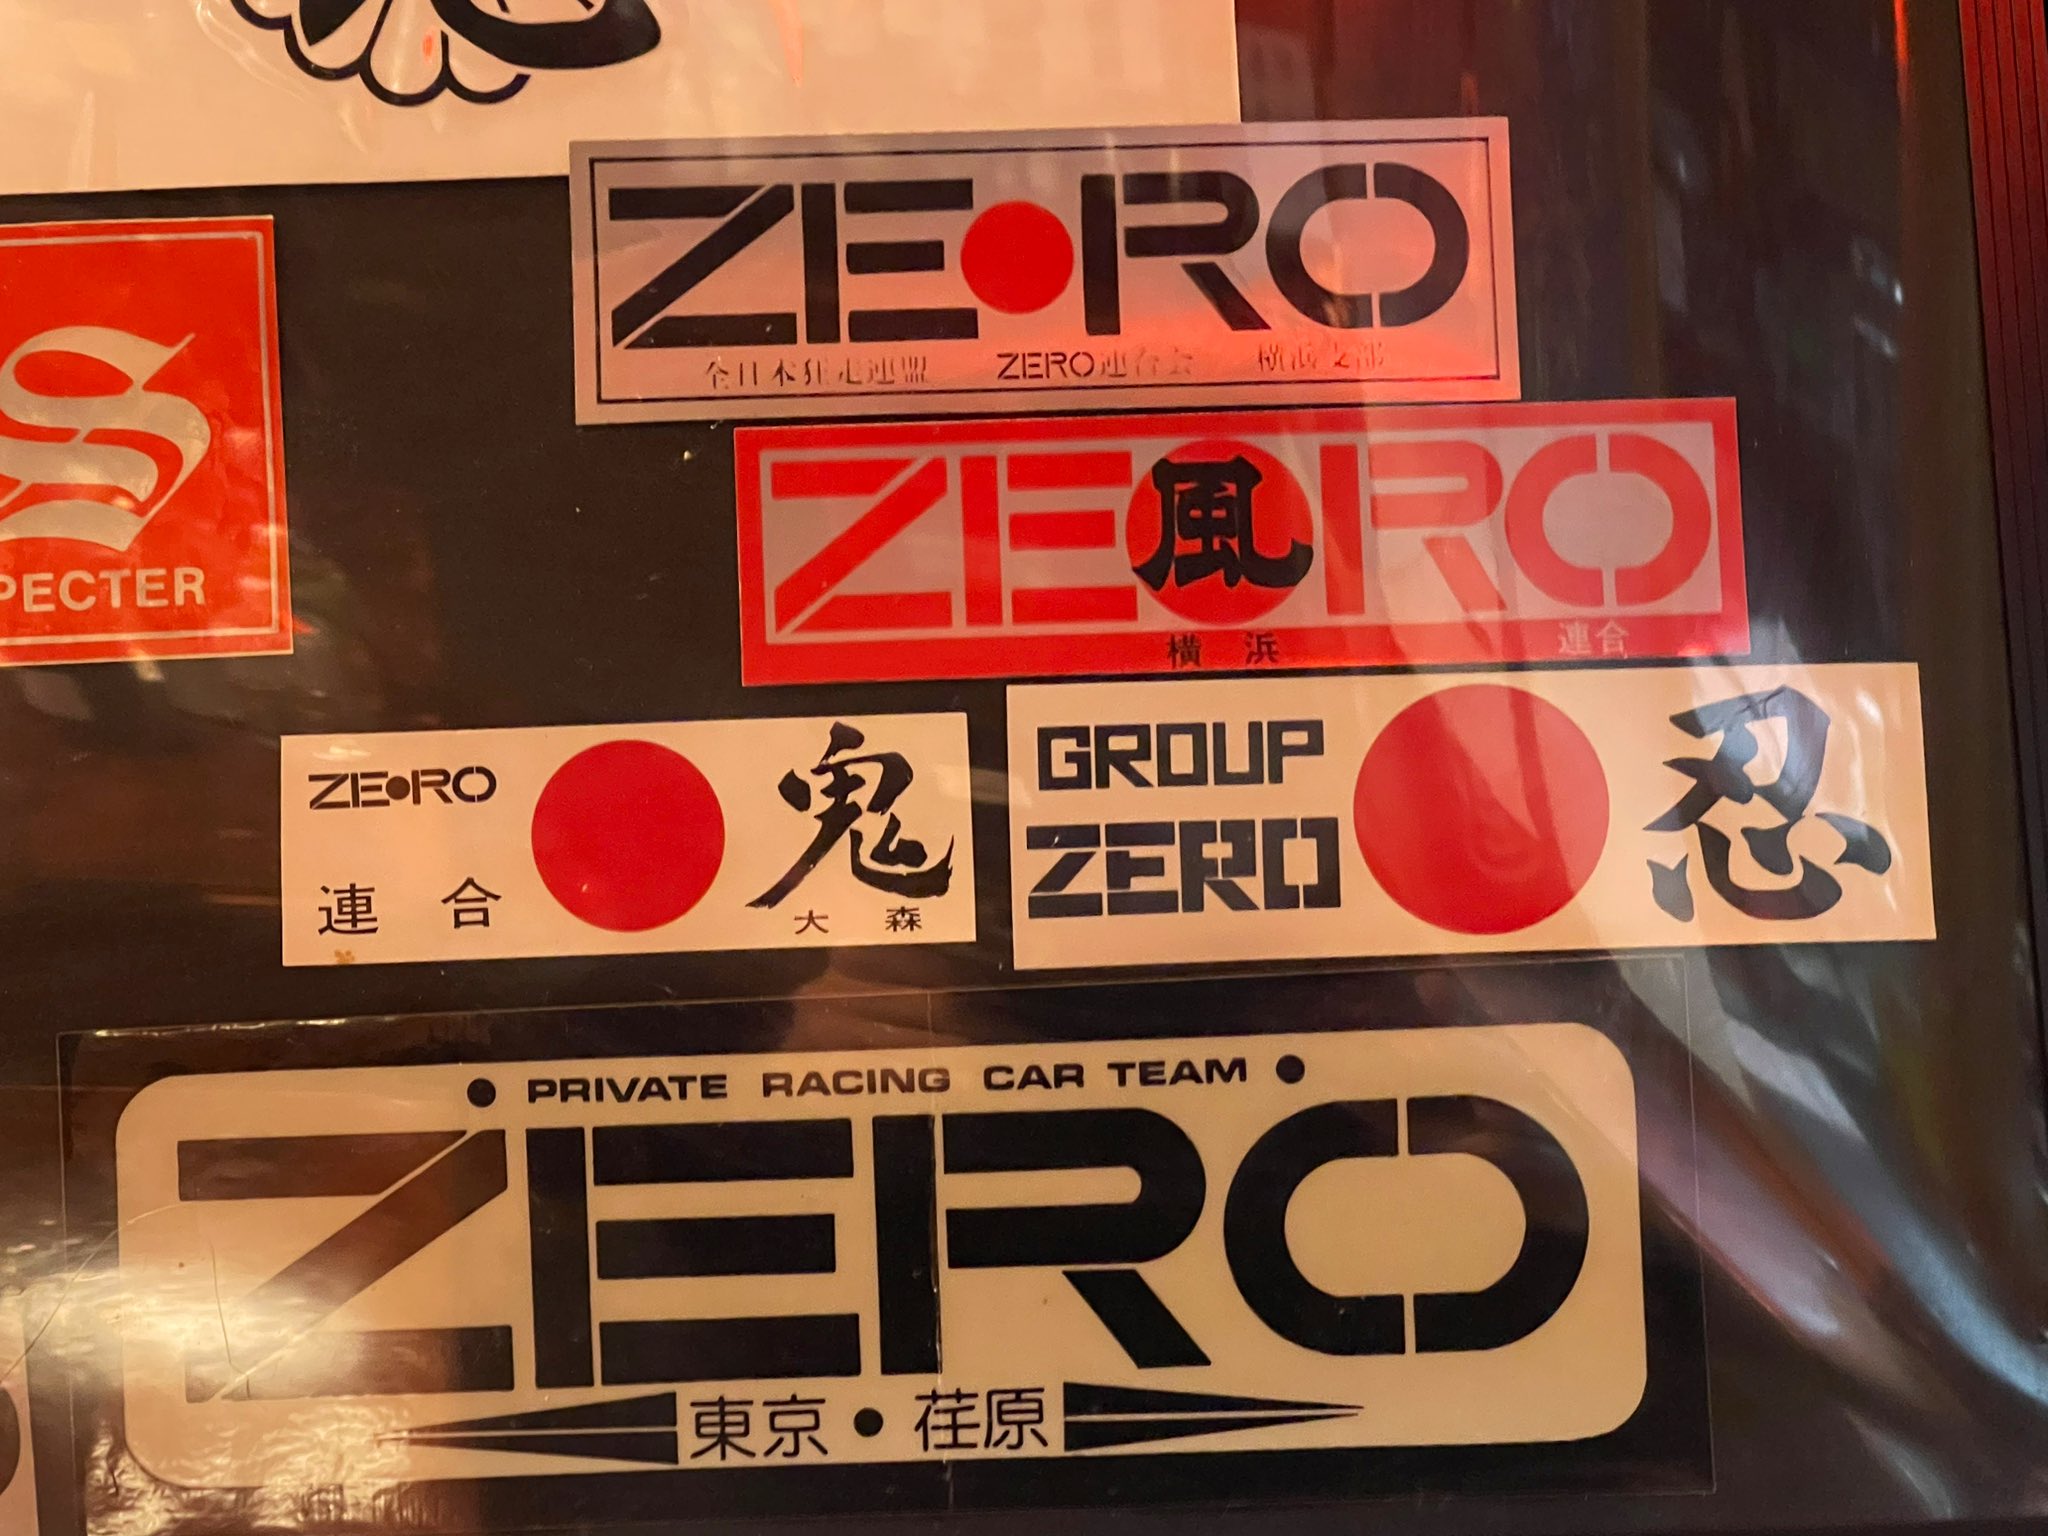 ZE●RO
全日本狂走連盟 ZERO連合会 横浜支部
PECTER
ZE風RO
横浜 連合
ZE●RO
連合
鬼
大森
GROUP
ZERO
忍
• PRIVATE RACING CAR TEAM •
ZERO
東京・荏原